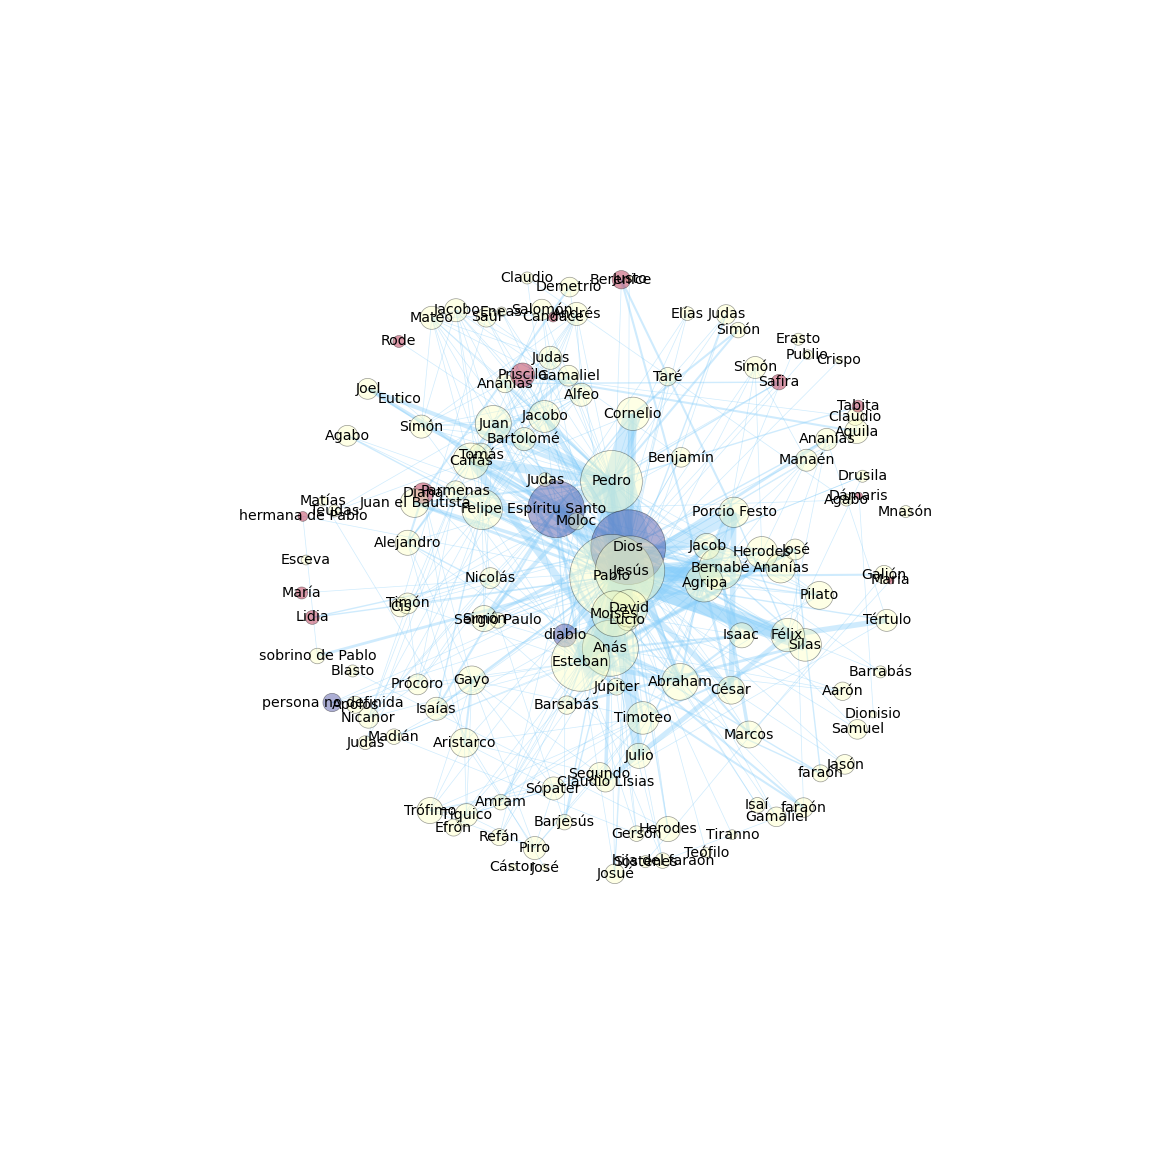 Claudio
Berenice
Justo
Demetrio
Jacobo
Eneas
Salomón
Mateo
Saúl
Candace
Andrés
Elías
Judas
Simón
Rode
Erasto
Publio
Crispo
Judas
Priscila
Gamaliel
Ananías
Simón
Safira
Taré
Joel
Eutico
Alfeo
Tabita
Claudio
Jacobo
Cornelio
Simón
Juan
Aquila
Agabo
Bartolomé
Ananías
Tomás
Caifás
Benjamín
Manaén
Judas
Pedro
Drusila
Diana
Parmenas
Dámaris
Agabo
Matías
Juan el Bautista
Felipe
Espíritu Santo
Teudas
hermana de Pablo
Moloc
Porcio Festo
Mnasón
Alejandro
Dios
Jacob
Herodes
José
Esceva
Jesús
Bernabé
Ananías
Nicolás
Pablo
Agripa
Galión
María
María
Timón
Cis
David
Pilato
Lidia
Moisés
Lucio
Sergio Paulo
Simón
Tértulo
diablo
Isaac
Félix
Silas
Anás
sobrino de Pablo
Esteban
Blasto
Barrabás
Prócoro
Gayo
Júpiter
Abraham
César
Aarón
persona no definida
Apolos
Isaías
Barsabás
Nicanor
Timoteo
Dionisio
Samuel
Madián
Judas
Aristarco
Marcos
Julio
Jasón
faraón
Segundo
Claudio Lisias
Sópater
Amram
Isaí
faraón
Trófimo
Tíquico
Gamaliel
Efrón
Refán
Barjesús
Gersón
Herodes
Tiranno
Pirro
Teófilo
hija del faraón
Sóstenes
Cástor
José
Josué